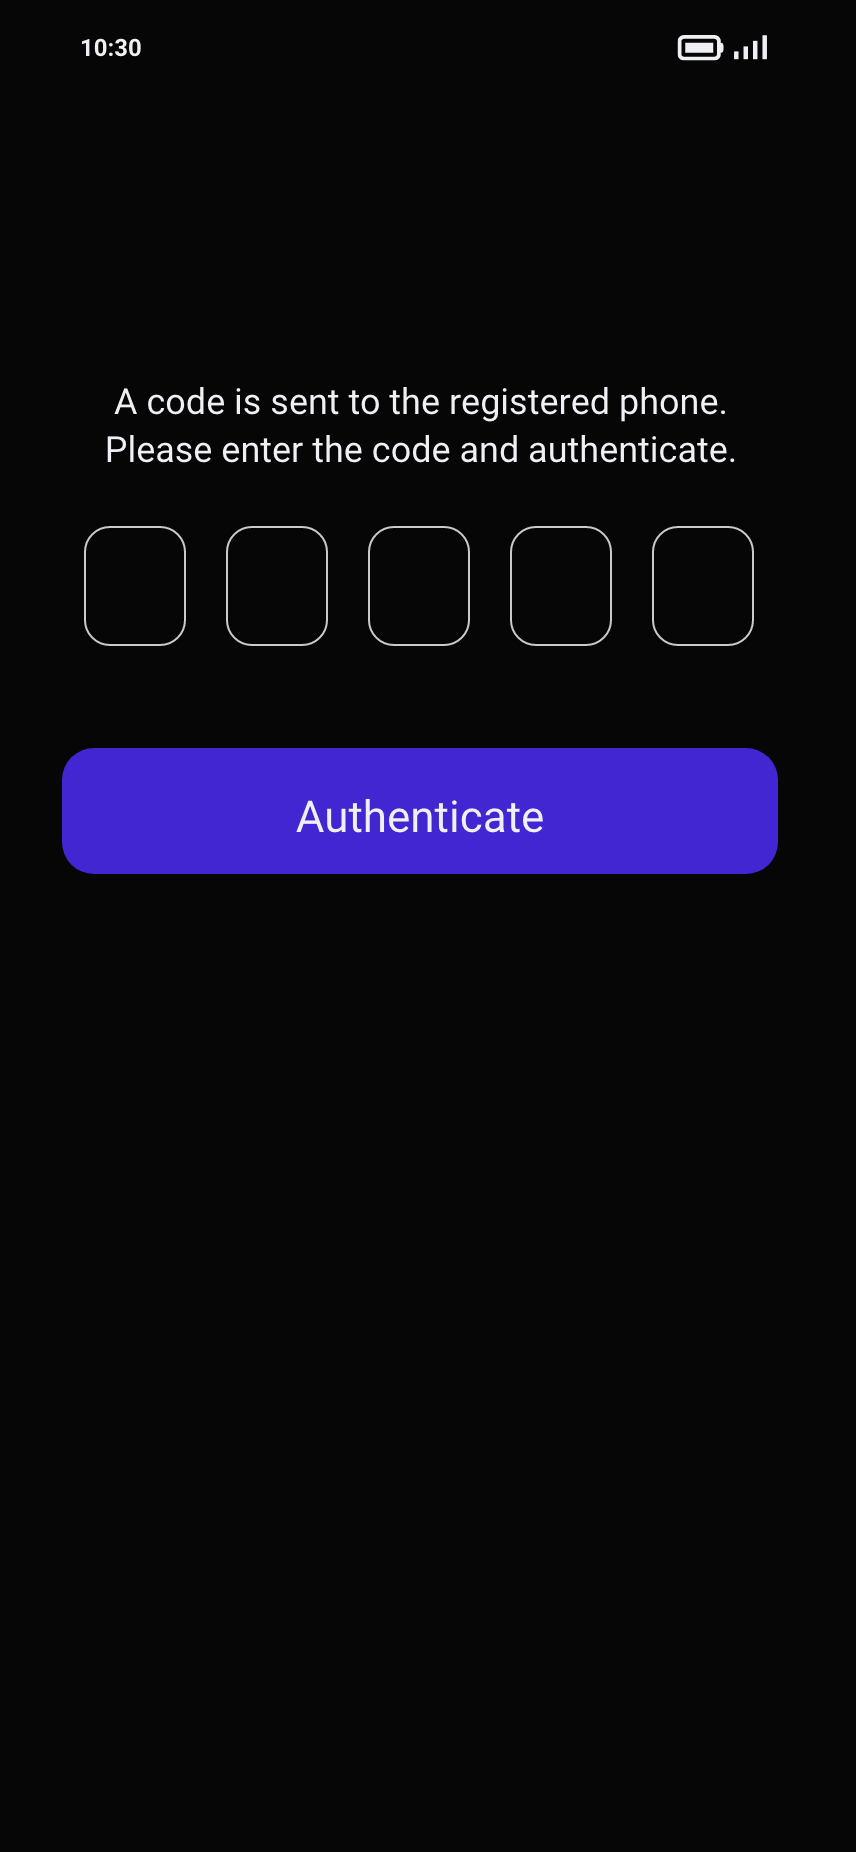 10:30
A code is sent to the registered phone.
Please enter the code and authenticate.
Authenticate